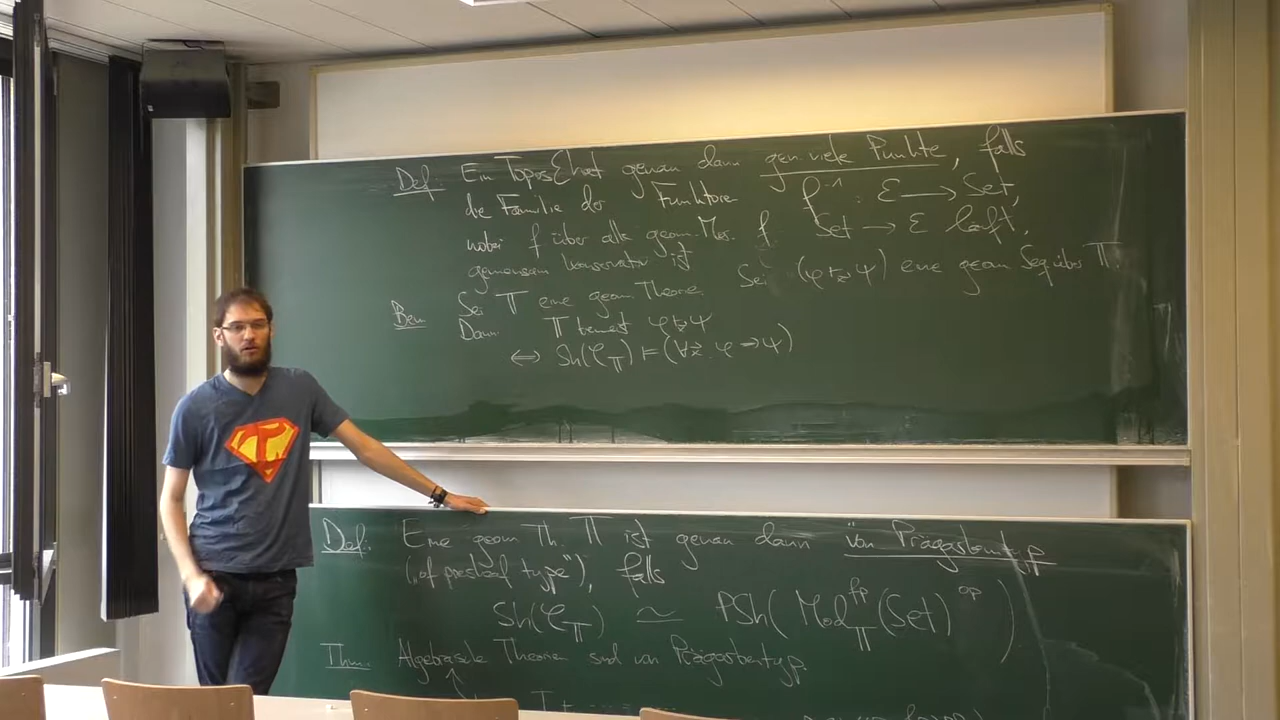 Def. Ein Topos E hat genau dann gen. viele Punkte, falls
die Familie der Funktoren f⁻¹ : ℰ → Set,
wobei f über alle geom. Mor. f Set → ℰ läuft,
gemeinsam konservativ ist
Bem. Sei 𝕋 eine geom. Theorie. Sei (φ ⊢ₓ ψ) eine geom Seq. über 𝕋.
Dann 𝕋 beweist φ ⊢ₓ ψ
⇔ Sh(𝒞_𝕋) ⊨ (∀x. φ ⇒ ψ)
T
Def: Eine geom Th. 𝕋 ist genau dann von Prägarbentyp
("of presheaf type"), falls
Sh(𝒞_𝕋) ≃ PSh( Mod_𝕋^fp(Set)^op )
Thm. Algebraische Theorien sind von Prägarbentyp.